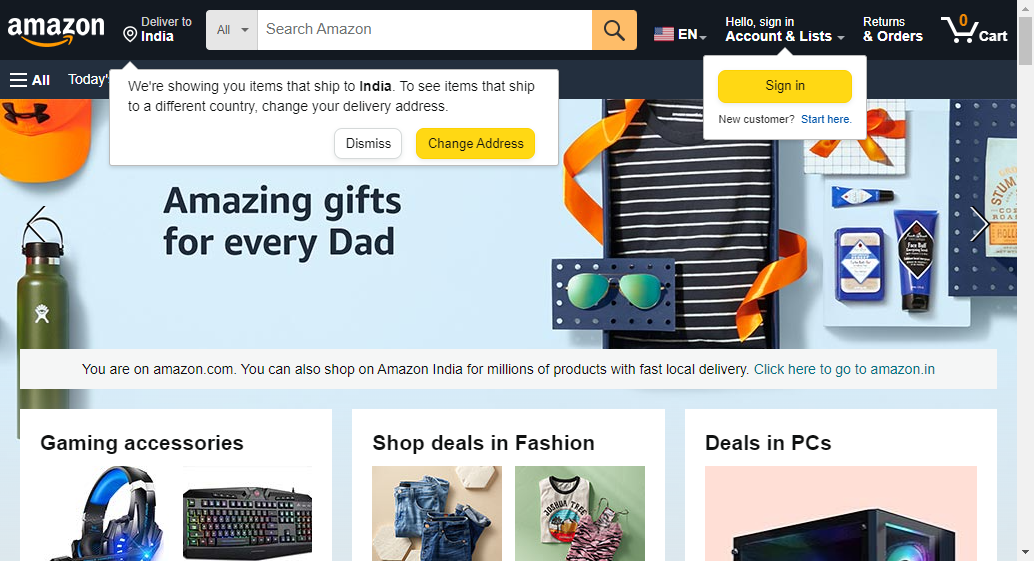 amazon
Deliver to
India
All
Search Amazon
EN
Hello, sign in
Account & Lists
Returns
& Orders
0
Cart
All
Today's
We're showing you items that ship to India. To see items that ship
to a different country, change your delivery address.
Dismiss
Change Address
Sign in
New customer? Start here.
Amazing gifts
for every Dad
Face Buff
You are on amazon.com. You can also shop on Amazon India for millions of products with fast local delivery. Click here to go to amazon.in
Gaming accessories
Shop deals in Fashion
Deals in PCs
JOSHUA TREE